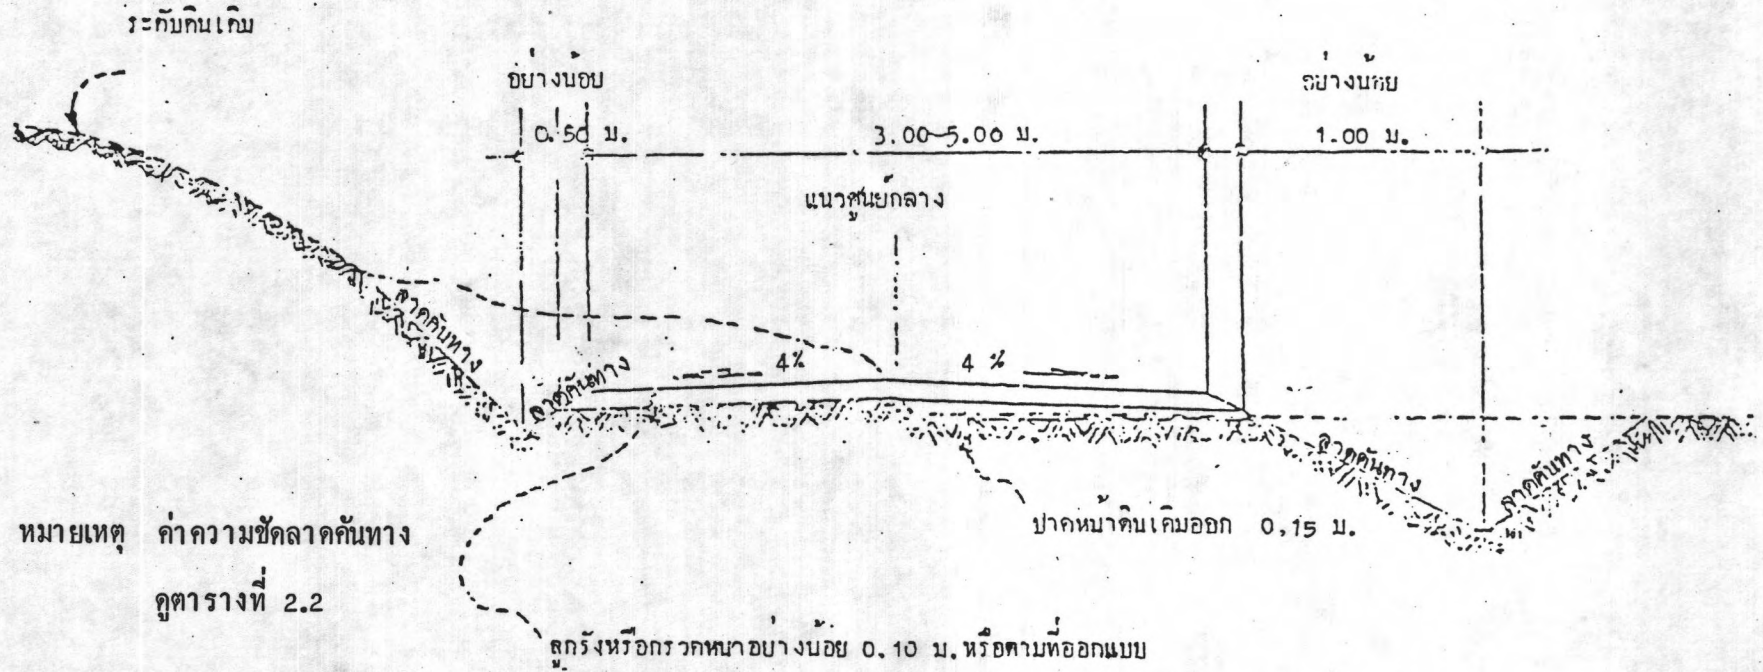 ระดับดินเดิม
อย่างน้อย
อย่างน้อย
0.50 ม.
3.00-5.00 ม.
1.00 ม.
แนวศูนย์กลาง
ลาดคันทาง
ลาดคันทาง
4%
4 %
ลาดคันทาง
ลาดคันทาง
ปาดหน้าดินเดิมออก 0,15 ม.
หมายเหตุ ค่าความชัดลาดคันทาง
ดูตารางที่ 2.2
ลูกรังหรือกรวดหนาอย่างน้อย 0.10 ม. หรือตามที่ออกแบบ